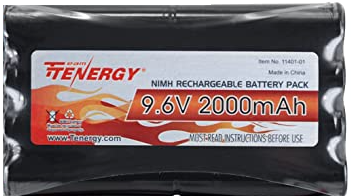 Item No. 11401-01
Made in China
TENERGY
NIMH RECHARGEABLE BATTERY PACK
9.6V 2000mAh
www.Tenergy.com
MOST READ INSTRUCTIONS BEFORE USE